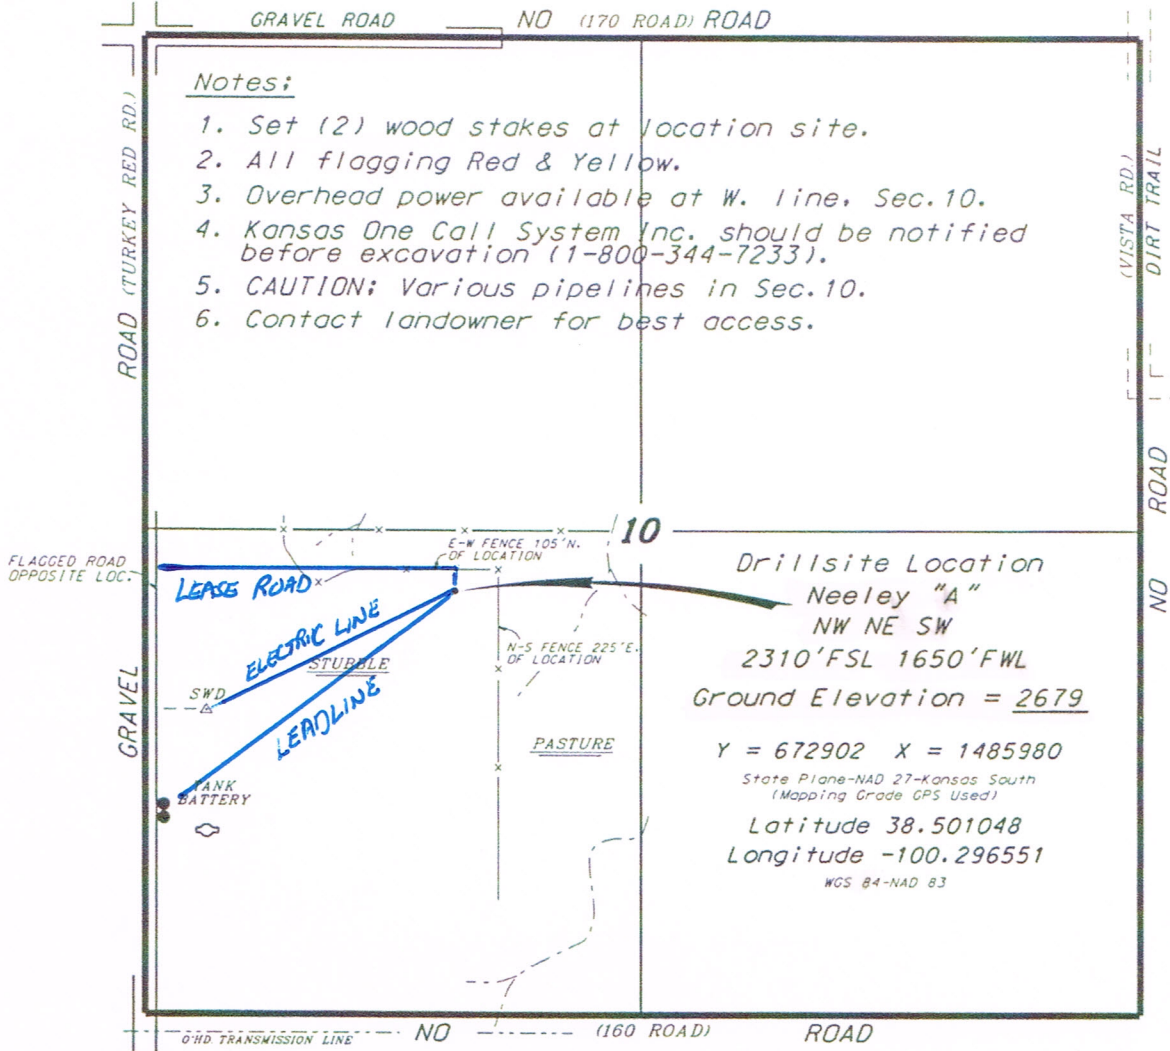 GRAVEL ROAD NO (170 ROAD) ROAD
Notes:
1. Set (2) wood stakes at location site.
2. All flagging Red & Yellow.
3. Overhead power available at W. line, Sec. 10.
4. Kansas One Call System Inc. should be notified
before excavation (1-800-344-7233).
5. CAUTION: Various pipelines in Sec. 10.
6. Contact landowner for best access.
GRAVEL ROAD (TURKEY RED RD.)
(VISTA RD.)
DIRT TRAIL
NO ROAD
10
E-W FENCE 105'N.
OF LOCATION
FLAGGED ROAD
OPPOSITE LOC.
LEASE ROAD
ELECTRIC LINE
STUBBLE
LEADLINE
SWD
TANK
BATTERY
N-S FENCE 225'E.
OF LOCATION
PASTURE
Drillsite Location
Neeley "A"
NW NE SW
2310'FSL 1650'FWL
Ground Elevation = 2679
Y = 672902 X = 1485980
State Plane-NAD 27-Kansas South
(Mapping Grade GPS Used)
Latitude 38.501048
Longitude -100.296551
WGS 84-NAD 83
O'HD. TRANSMISSION LINE NO (160 ROAD) ROAD